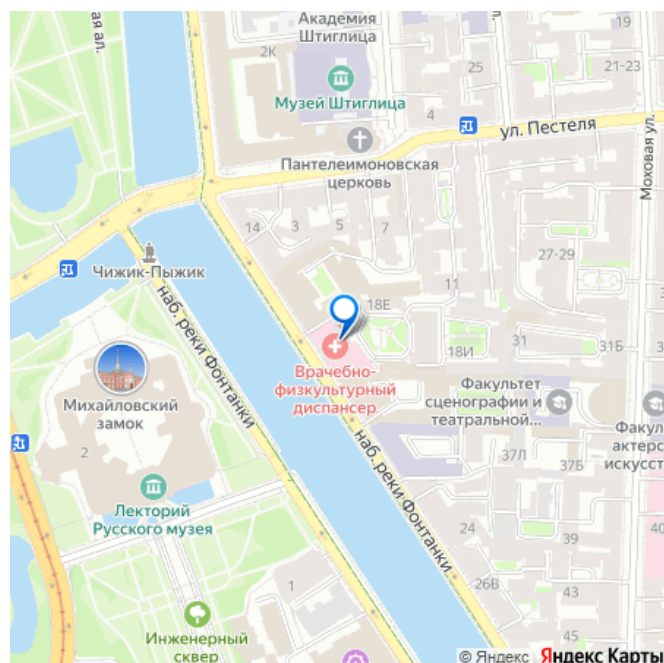 Академия
Штиглица
ая ал.
2К
19
25
21-23
Музей Штиглица
4
ул. Пестеля
Моховая ул.
Пантелеимоновская
церковь
14
3
5
7
27-29
Чижик-Пыжик
11
18Е
наб. реки Фонтанки
18И
31
31Б
Врачебно-
физкультурный
диспансер
Михайловский
замок
Факультет
сценографии и
театральной...
Факул
актерс
искусст
2
наб. реки Фонтанки
37Л
37Б
Лекторий
Русского музея
24
39
1
26В
43
Инженерный
сквер
45
© Яндекс Яндекс Карты